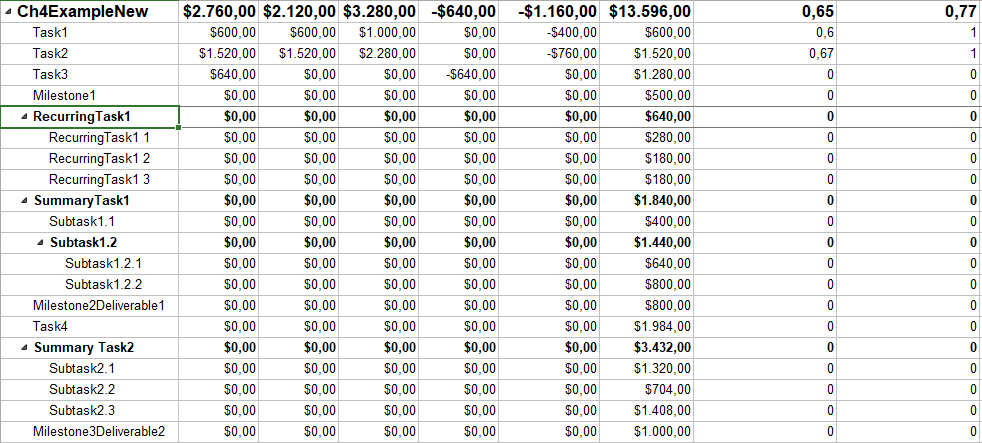 Ch4ExampleNew $2.760,00 $2.120,00 $3.280,00 -$640,00 -$1.160,00 $13.596,00 0,65 0,77
Task1 $600,00 $600,00 $1.000,00 $0,00 -$400,00 $600,00 0,6 1
Task2 $1.520,00 $1.520,00 $2.280,00 $0,00 -$760,00 $1.520,00 0,67 1
Task3 $640,00 $0,00 $0,00 -$640,00 $0,00 $1.280,00 0 0
Milestone1 $0,00 $0,00 $0,00 $0,00 $0,00 $500,00 0 0
RecurringTask1 $0,00 $0,00 $0,00 $0,00 $0,00 $640,00 0 0
RecurringTask1 1 $0,00 $0,00 $0,00 $0,00 $0,00 $280,00 0 0
RecurringTask1 2 $0,00 $0,00 $0,00 $0,00 $0,00 $180,00 0 0
RecurringTask1 3 $0,00 $0,00 $0,00 $0,00 $0,00 $180,00 0 0
SummaryTask1 $0,00 $0,00 $0,00 $0,00 $0,00 $1.840,00 0 0
Subtask1.1 $0,00 $0,00 $0,00 $0,00 $0,00 $400,00 0 0
Subtask1.2 $0,00 $0,00 $0,00 $0,00 $0,00 $1.440,00 0 0
Subtask1.2.1 $0,00 $0,00 $0,00 $0,00 $0,00 $640,00 0 0
Subtask1.2.2 $0,00 $0,00 $0,00 $0,00 $0,00 $800,00 0 0
Milestone2Deliverable1 $0,00 $0,00 $0,00 $0,00 $0,00 $800,00 0 0
Task4 $0,00 $0,00 $0,00 $0,00 $0,00 $1.984,00 0 0
Summary Task2 $0,00 $0,00 $0,00 $0,00 $0,00 $3.432,00 0 0
Subtask2.1 $0,00 $0,00 $0,00 $0,00 $0,00 $1.320,00 0 0
Subtask2.2 $0,00 $0,00 $0,00 $0,00 $0,00 $704,00 0 0
Subtask2.3 $0,00 $0,00 $0,00 $0,00 $0,00 $1.408,00 0 0
Milestone3Deliverable2 $0,00 $0,00 $0,00 $0,00 $0,00 $1.000,00 0 0